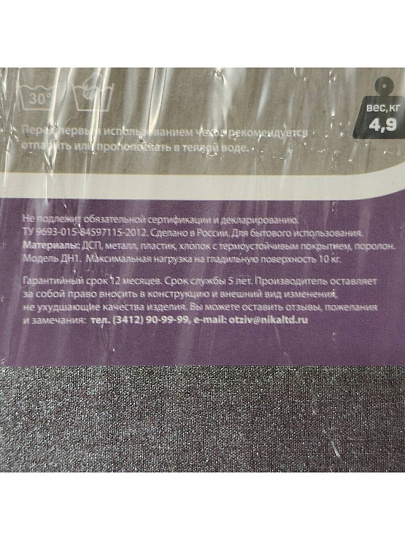 30°
ВЕС, КГ
4,9
Перед первым использованием чехол рекомендуется
отпарить или прополоскать в теплой воде.
Не подлежит обязательной сертификации и декларированию.
ТУ 9693-015-84597115-2012. Сделано в России. Для бытового использования.
Материалы: ДСП, металл, пластик, хлопок с термоустойчивым покрытием, поролон.
Модель ДН1. Максимальная нагрузка на гладильную поверхность 10 кг.
Гарантийный срок 12 месяцев. Срок службы 5 лет. Производитель оставляет
за собой право вносить в конструкцию и внешний вид изменения,
не ухудшающие качества изделия. Вы можете оставить отзывы, пожелания
и замечания: тел. (3412) 90-99-99, e-mail: otziv@nikaltd.ru